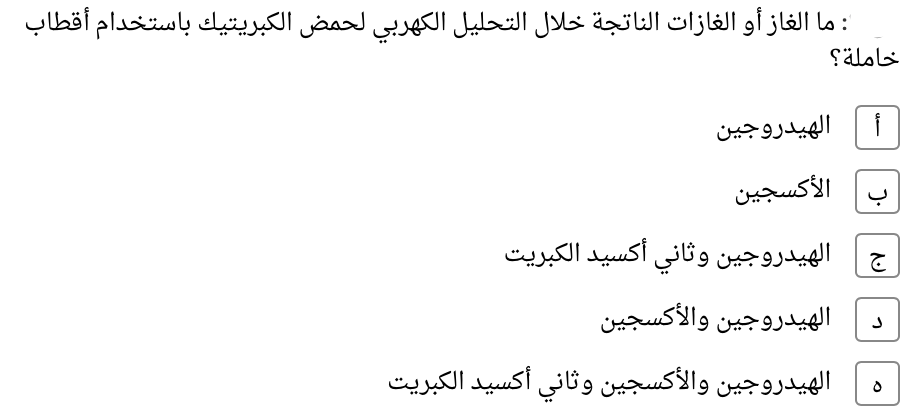 : ما الغاز أو الغازات الناتجة خلال التحليل الكهربي لحمض الكبريتيك باستخدام أقطاب
خاملة؟
أ الهيدروجين
ب الأكسجين
ج الهيدروجين وثاني أكسيد الكبريت
د الهيدروجين والأكسجين
ه الهيدروجين والأكسجين وثاني أكسيد الكبريت